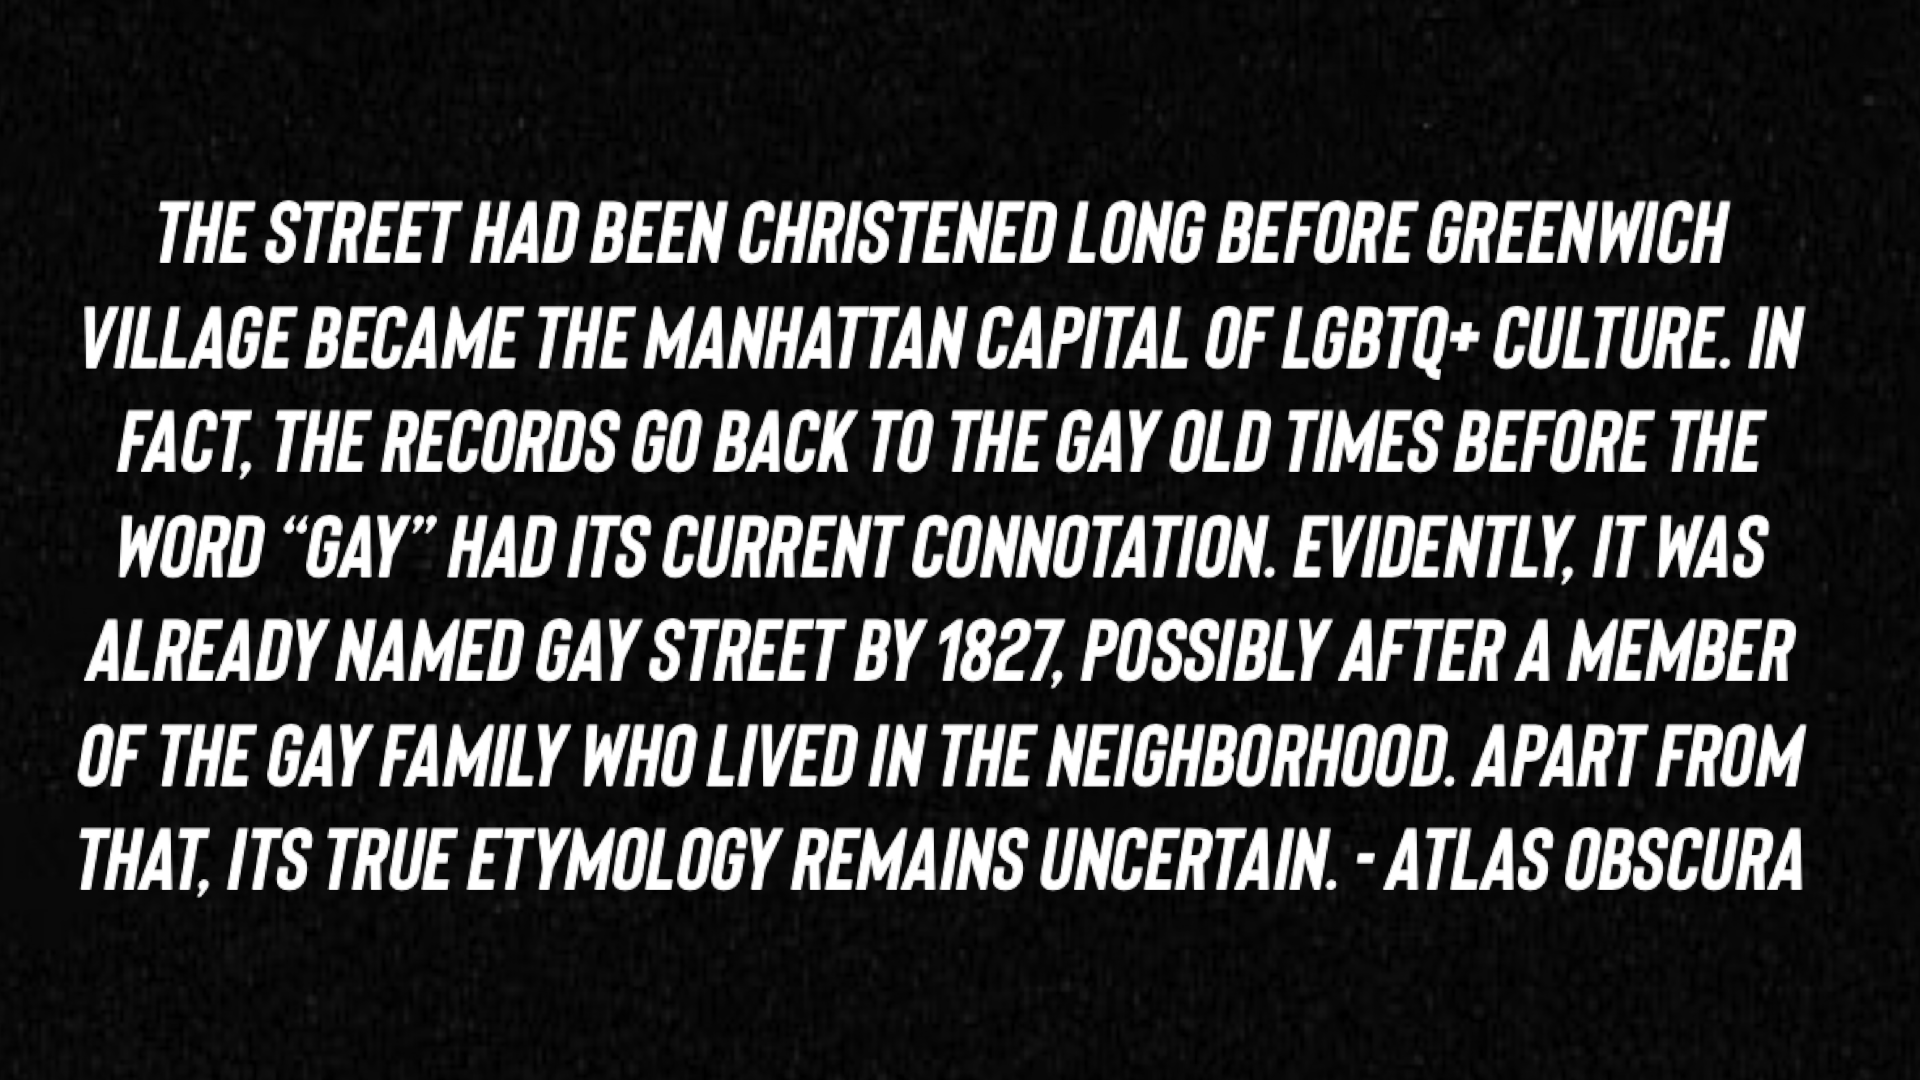 THE STREET HAD BEEN CHRISTENED LONG BEFORE GREENWICH
VILLAGE BECAME THE MANHATTAN CAPITAL OF LGBTQ+ CULTURE. IN
FACT, THE RECORDS GO BACK TO THE GAY OLD TIMES BEFORE THE
WORD “GAY” HAD ITS CURRENT CONNOTATION. EVIDENTLY, IT WAS
ALREADY NAMED GAY STREET BY 1827, POSSIBLY AFTER A MEMBER
OF THE GAY FAMILY WHO LIVED IN THE NEIGHBORHOOD. APART FROM
THAT, ITS TRUE ETYMOLOGY REMAINS UNCERTAIN. - ATLAS OBSCURA